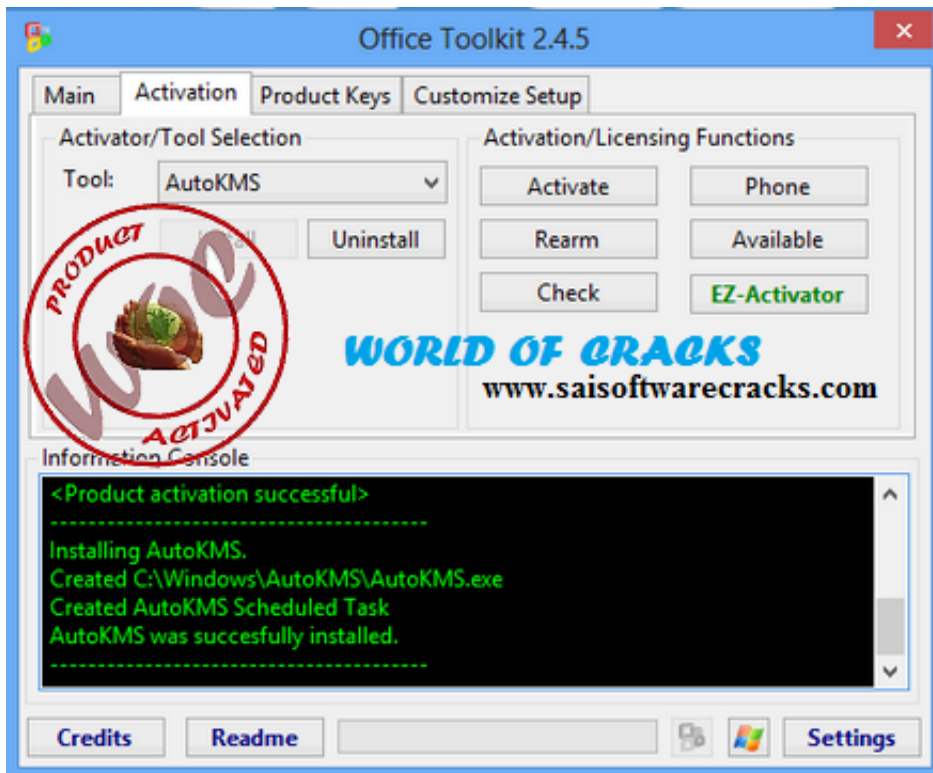 Office Toolkit 2.4.5
Main Activation Product Keys Customize Setup
Activator/Tool Selection
Tool: AutoKMS
Uninstall
Activation/Licensing Functions
Activate Phone
Rearm Available
Check EZ-Activator
PRODUCT
woc
ACTIVATED
WORLD OF CRACKS
www.saisoftwarecracks.com
Information Console
<Product activation successful>
---------------------------------------
Installing AutoKMS.
Created C:\Windows\AutoKMS\AutoKMS.exe
Created AutoKMS Scheduled Task
AutoKMS was succesfully installed.
---------------------------------------
Credits Readme Settings